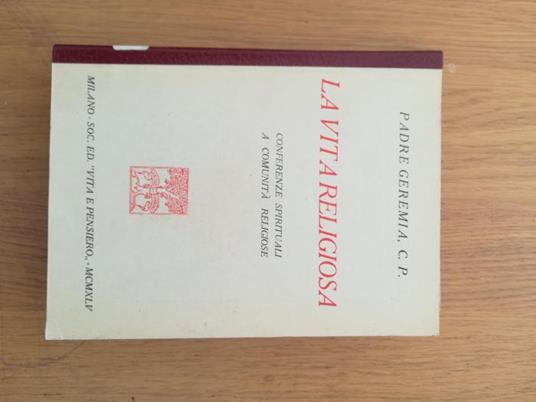 PADRE GEREMIA, C. P.
LA VITA RELIGIOSA
CONFERENZE SPIRITUALI
A COMUNITÀ RELIGIOSE
MILANO - SOC. ED. "VITA E PENSIERO„ - MCMXLV